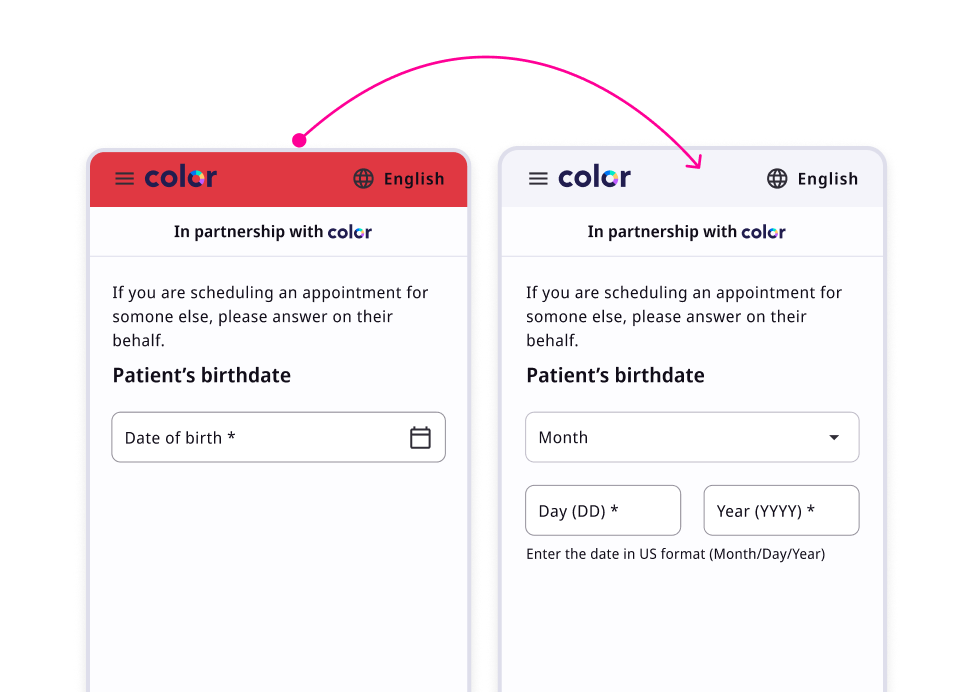 color English
In partnership with color
If you are scheduling an appointment for
somone else, please answer on their
behalf.
Patient's birthdate
Date of birth *
color English
In partnership with color
If you are scheduling an appointment for
somone else, please answer on their
behalf.
Patient's birthdate
Month
Day (DD) * Year (YYYY) *
Enter the date in US format (Month/Day/Year)